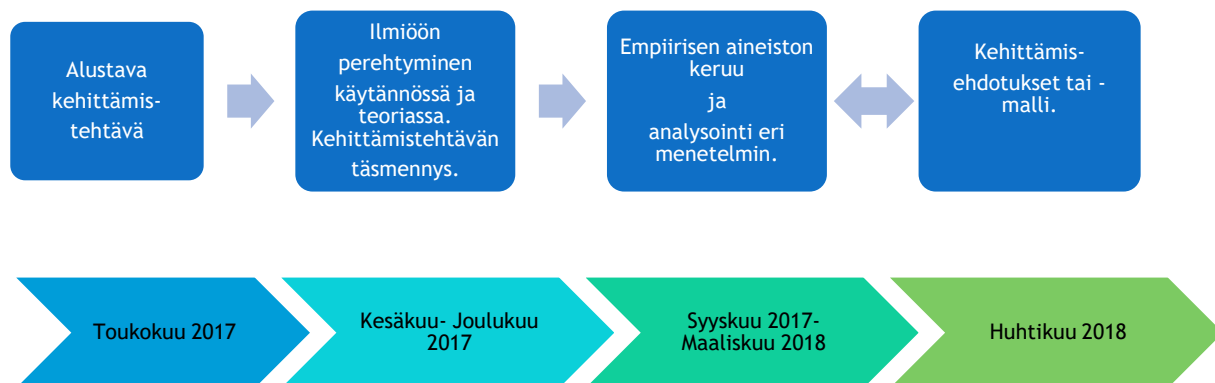 Alustava
kehittämis-
tehtävä
Ilmiöön
perehtyminen
käytännössä ja
teoriassa.
Kehittämistehtävän
täsmennys.
Empiirisen aineiston
keruu
ja
analysointi eri
menetelmin.
Kehittämis-
ehdotukset tai -
malli.
Toukokuu 2017
Kesäkuu- Joulukuu
2017
Syyskuu 2017-
Maaliskuu 2018
Huhtikuu 2018